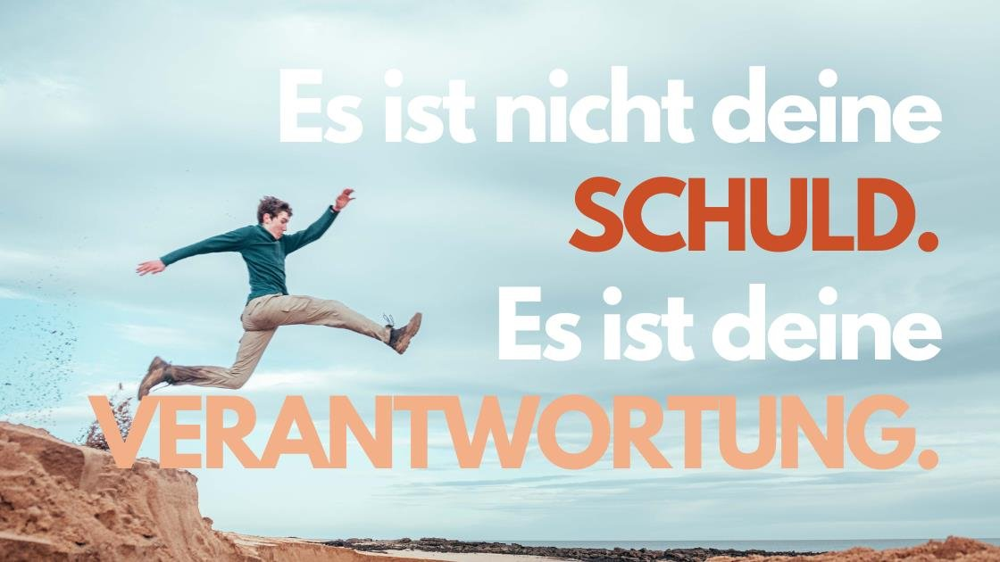 Es ist nicht deine
SCHULD.
Es ist deine
VERANTWORTUNG.